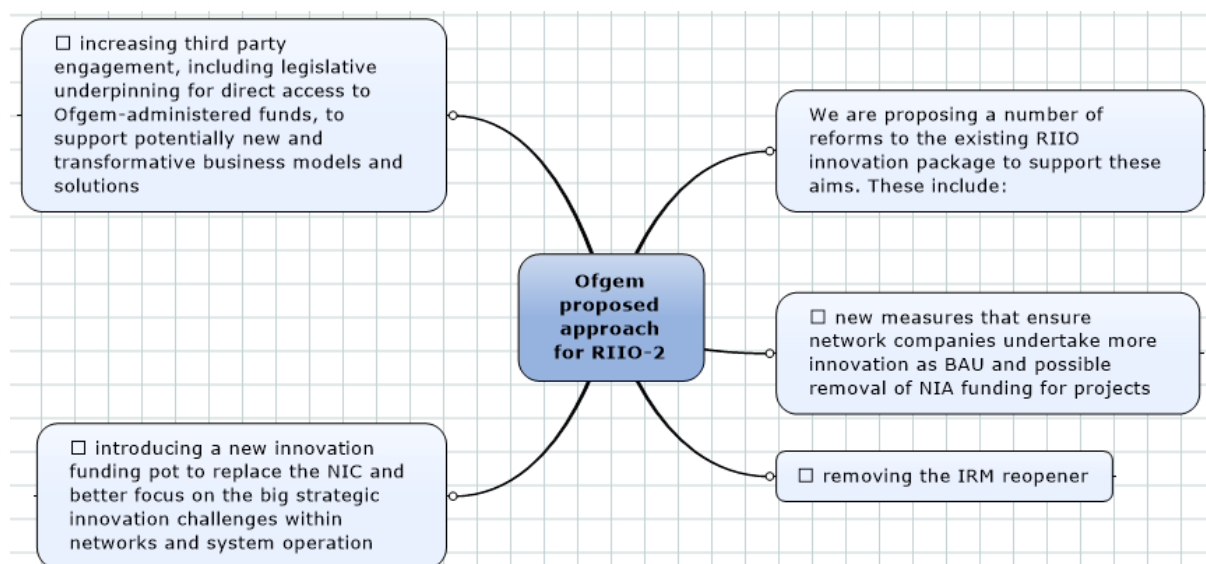 ☐ increasing third party
engagement, including legislative
underpinning for direct access to
Ofgem-administered funds, to
support potentially new and
transformative business models and
solutions
We are proposing a number of
reforms to the existing RIIO
innovation package to support these
aims. These include:
Ofgem
proposed
approach
for RIIO-2
☐ new measures that ensure
network companies undertake more
innovation as BAU and possible
removal of NIA funding for projects
☐ introducing a new innovation
funding pot to replace the NIC and
better focus on the big strategic
innovation challenges within
networks and system operation
☐ removing the IRM reopener